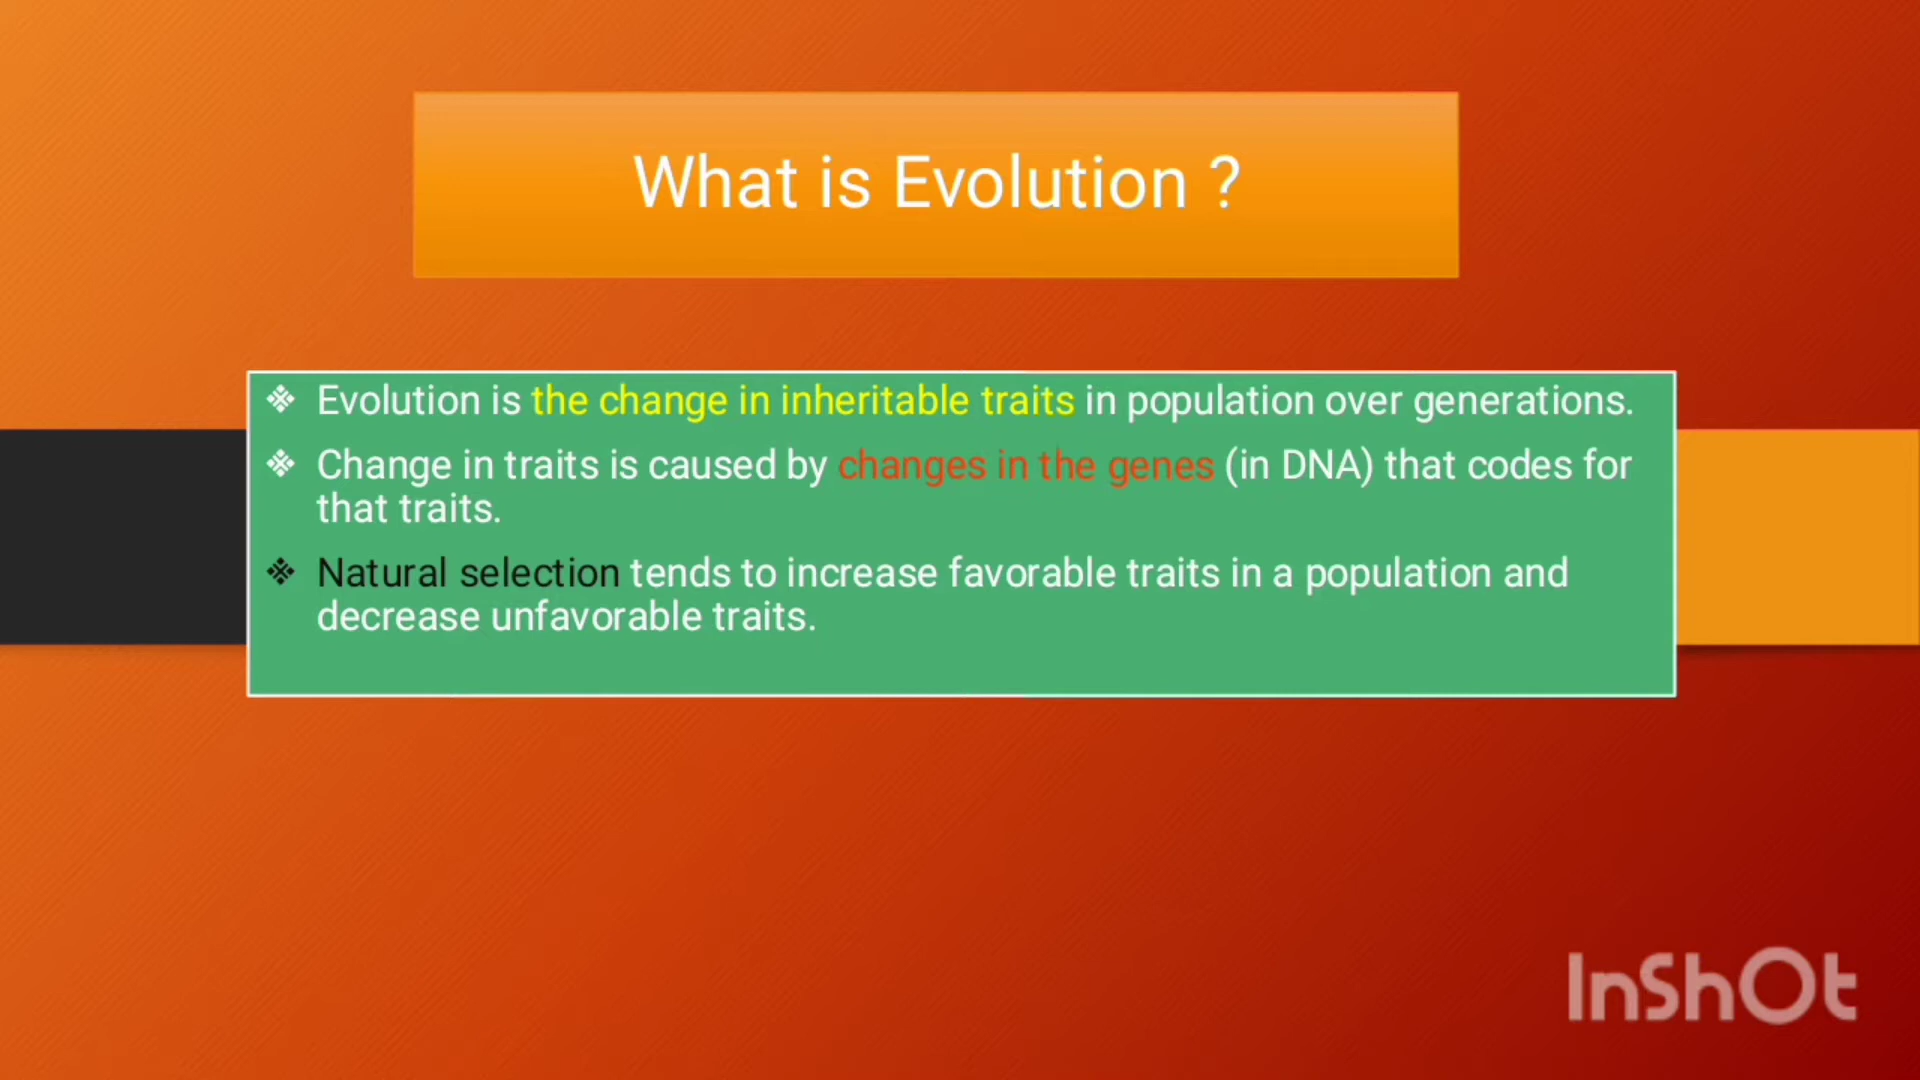 What is Evolution ?
❖ Evolution is the change in inheritable traits in population over generations.
❖ Change in traits is caused by changes in the genes (in DNA) that codes for
that traits.
❖ Natural selection tends to increase favorable traits in a population and
decrease unfavorable traits.
InShOt